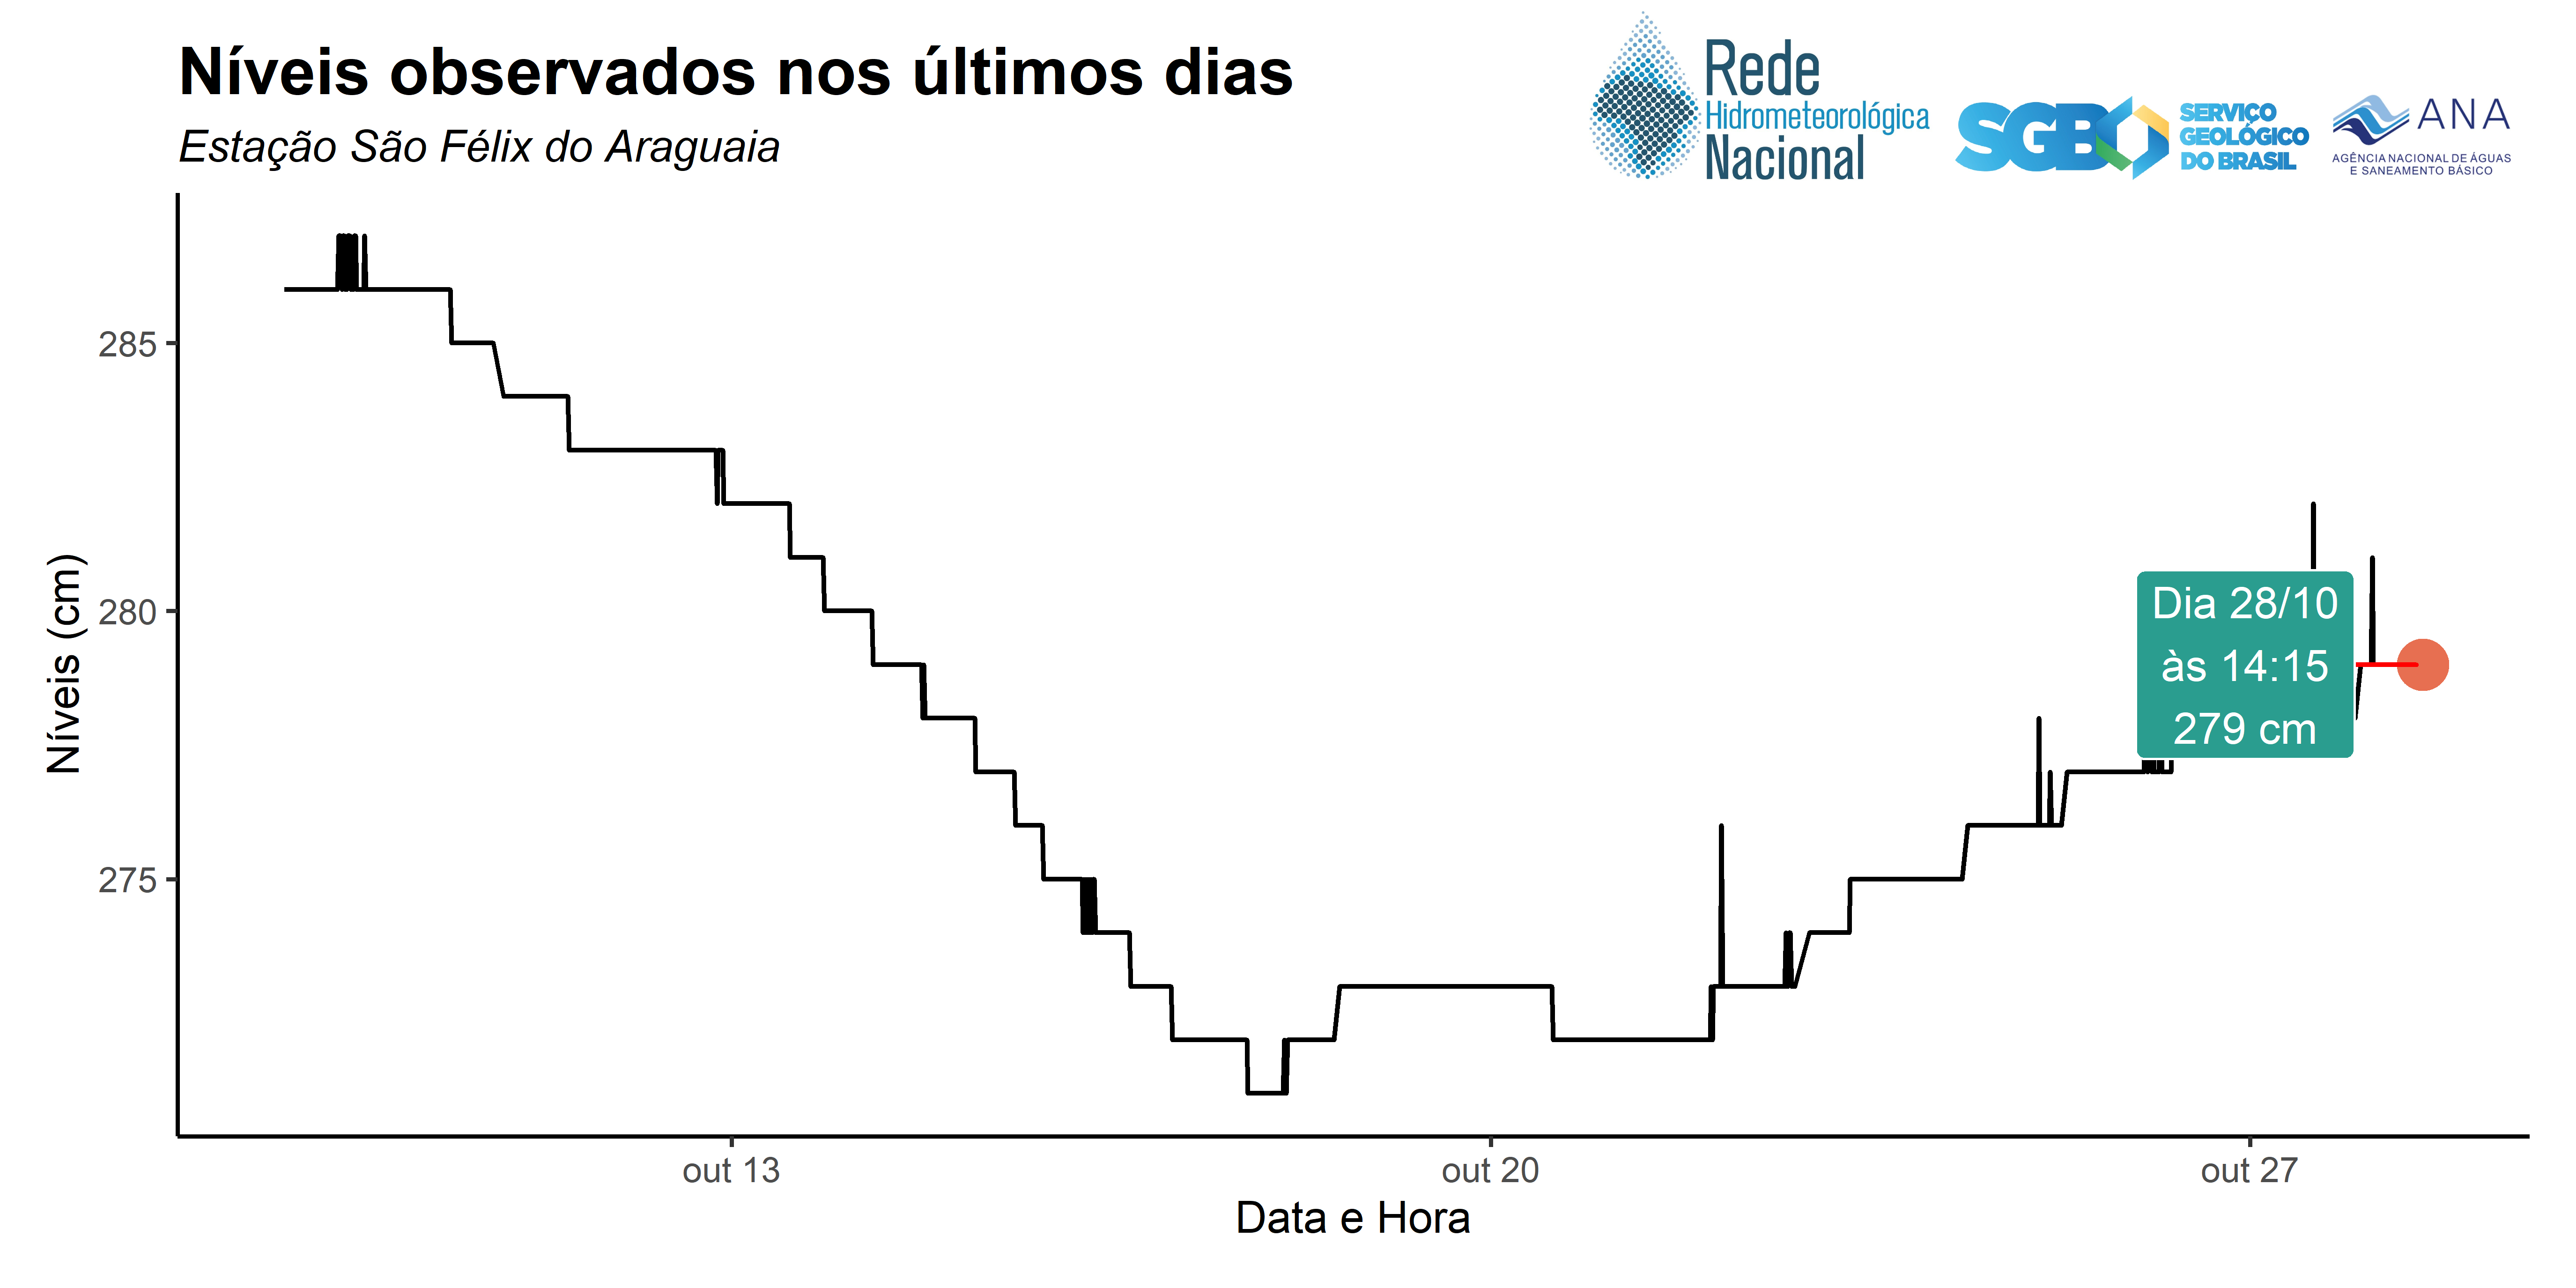 Níveis observados nos últimos dias
Estação São Félix do Araguaia
Rede
Hidrometeorológica
Nacional
SGB
SERVIÇO
GEOLÓGICO
DO BRASIL
ANA
AGÊNCIA NACIONAL DE ÁGUAS
E SANEAMENTO BÁSICO
Níveis (cm)
285
280
275
Dia 28/10
às 14:15
279 cm
out 13
out 20
out 27
Data e Hora